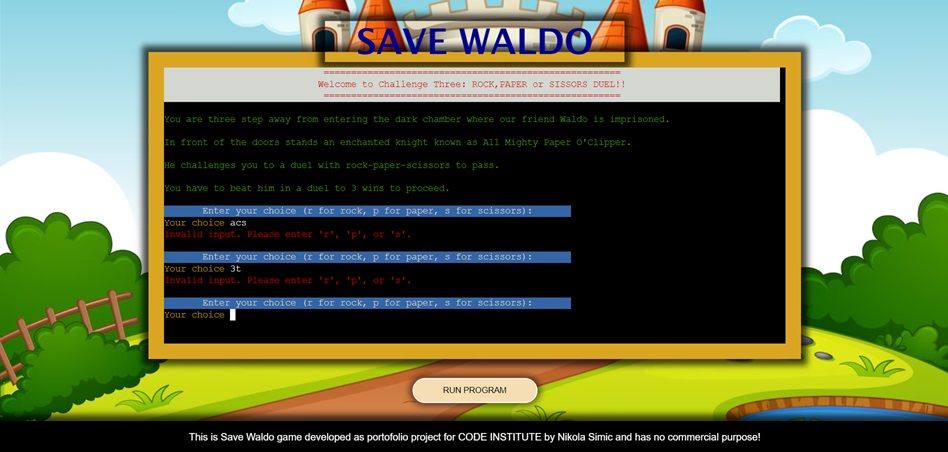 SAVE WALDO
======================================================
Welcome to Challenge Three: ROCK,PAPER or SISSORS DUEL!!
======================================================
You are three step away from entering the dark chamber where our friend Waldo is imprisoned.
In front of the doors stands an enchanted knight known as All Mighty Paper O'Clipper.
He challenges you to a duel with rock-paper-scissors to pass.
You have to beat him in a duel to 3 wins to proceed.
Enter your choice (r for rock, p for paper, s for scissors):
Your choice acs
Invalid input. Please enter 'r', 'p', or 's'.
Enter your choice (r for rock, p for paper, s for scissors):
Your choice 3t
Invalid input. Please enter 'r', 'p', or 's'.
Enter your choice (r for rock, p for paper, s for scissors):
Your choice
RUN PROGRAM
This is Save Waldo game developed as portofolio project for CODE INSTITUTE by Nikola Simic and has no commercial purpose!